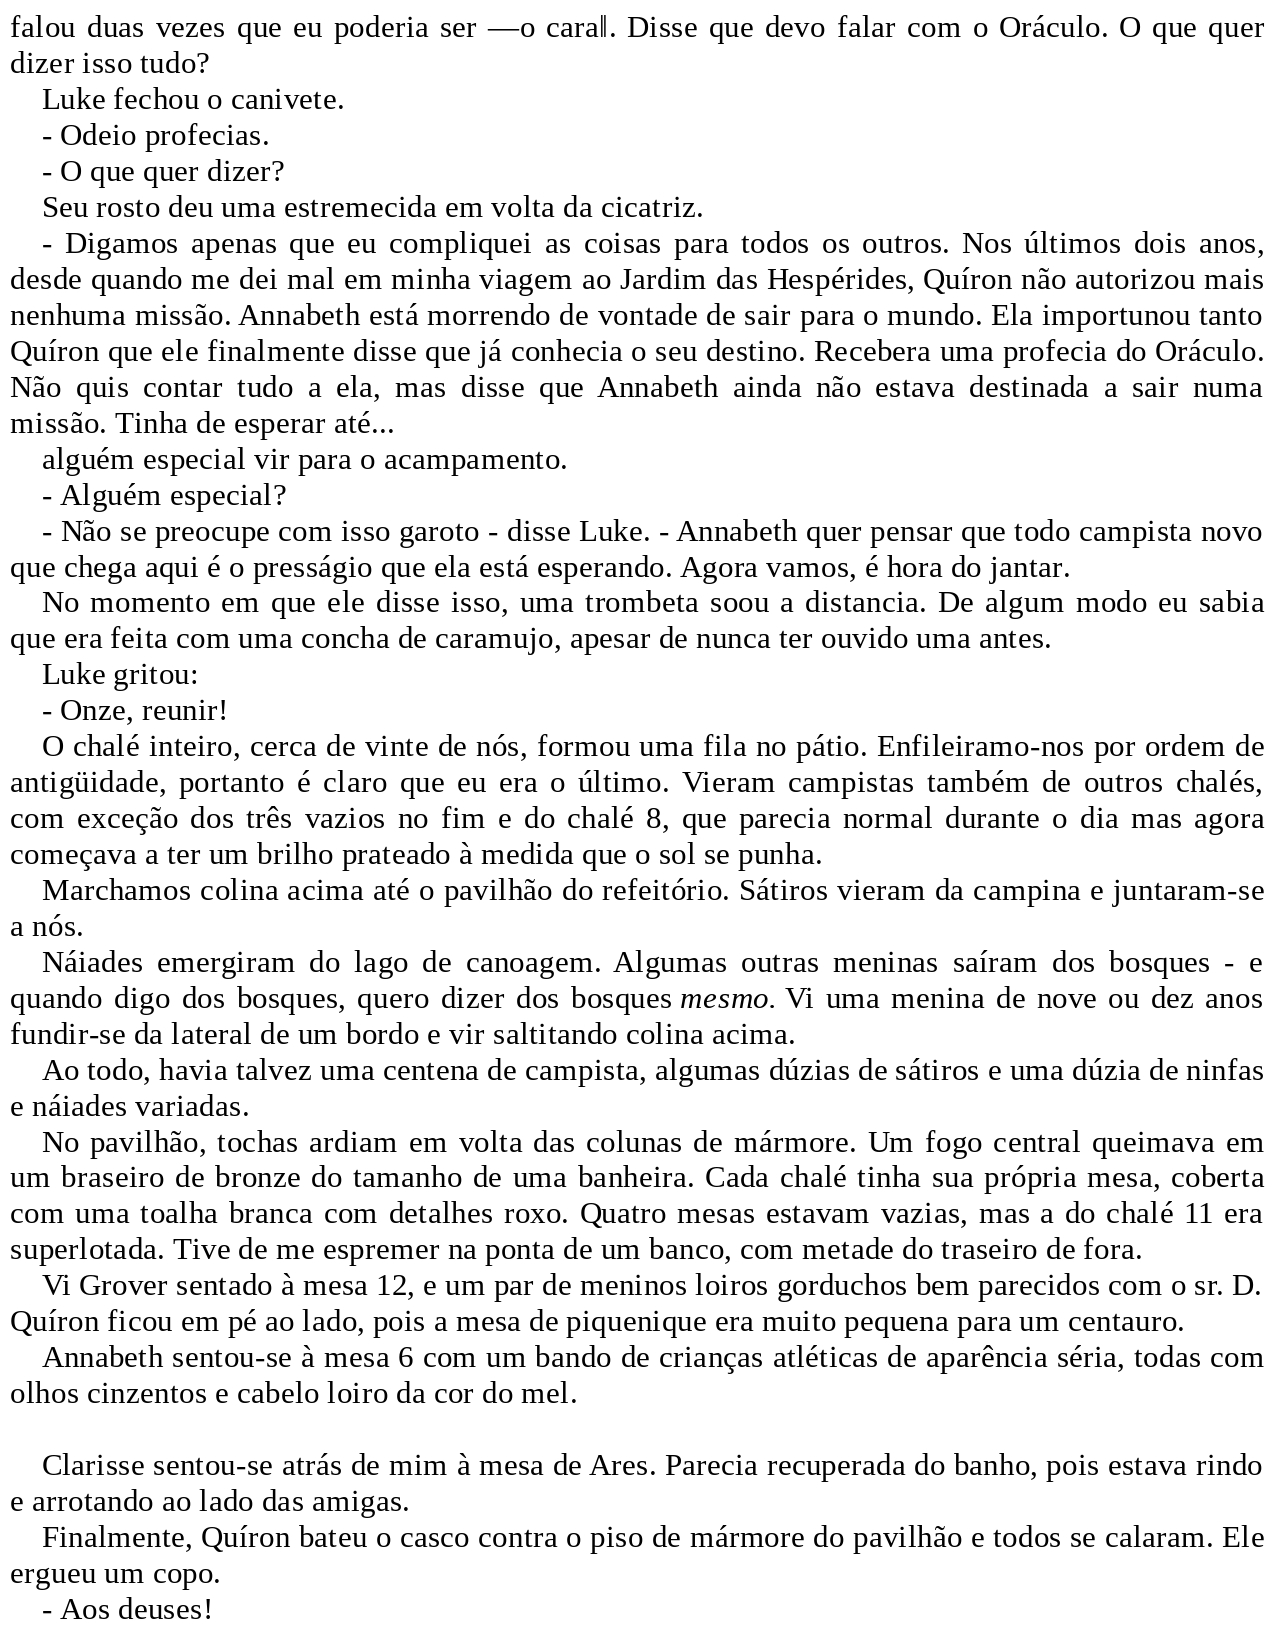 falou duas vezes que eu poderia ser ―o cara‖. Disse que devo falar com o Oráculo. O que quer
dizer isso tudo?
Luke fechou o canivete.
- Odeio profecias.
- O que quer dizer?
Seu rosto deu uma estremecida em volta da cicatriz.
- Digamos apenas que eu compliquei as coisas para todos os outros. Nos últimos dois anos,
desde quando me dei mal em minha viagem ao Jardim das Hespérides, Quíron não autorizou mais
nenhuma missão. Annabeth está morrendo de vontade de sair para o mundo. Ela importunou tanto
Quíron que ele finalmente disse que já conhecia o seu destino. Recebera uma profecia do Oráculo.
Não quis contar tudo a ela, mas disse que Annabeth ainda não estava destinada a sair numa
missão. Tinha de esperar até...
alguém especial vir para o acampamento.
- Alguém especial?
- Não se preocupe com isso garoto - disse Luke. - Annabeth quer pensar que todo campista novo
que chega aqui é o presságio que ela está esperando. Agora vamos, é hora do jantar.
No momento em que ele disse isso, uma trombeta soou a distancia. De algum modo eu sabia
que era feita com uma concha de caramujo, apesar de nunca ter ouvido uma antes.
Luke gritou:
- Onze, reunir!
O chalé inteiro, cerca de vinte de nós, formou uma fila no pátio. Enfileiramo-nos por ordem de
antigüidade, portanto é claro que eu era o último. Vieram campistas também de outros chalés,
com exceção dos três vazios no fim e do chalé 8, que parecia normal durante o dia mas agora
começava a ter um brilho prateado à medida que o sol se punha.
Marchamos colina acima até o pavilhão do refeitório. Sátiros vieram da campina e juntaram-se
a nós.
Náiades emergiram do lago de canoagem. Algumas outras meninas saíram dos bosques - e
quando digo dos bosques, quero dizer dos bosques mesmo. Vi uma menina de nove ou dez anos
fundir-se da lateral de um bordo e vir saltitando colina acima.
Ao todo, havia talvez uma centena de campista, algumas dúzias de sátiros e uma dúzia de ninfas
e náiades variadas.
No pavilhão, tochas ardiam em volta das colunas de mármore. Um fogo central queimava em
um braseiro de bronze do tamanho de uma banheira. Cada chalé tinha sua própria mesa, coberta
com uma toalha branca com detalhes roxo. Quatro mesas estavam vazias, mas a do chalé 11 era
superlotada. Tive de me espremer na ponta de um banco, com metade do traseiro de fora.
Vi Grover sentado à mesa 12, e um par de meninos loiros gorduchos bem parecidos com o sr. D.
Quíron ficou em pé ao lado, pois a mesa de piquenique era muito pequena para um centauro.
Annabeth sentou-se à mesa 6 com um bando de crianças atléticas de aparência séria, todas com
olhos cinzentos e cabelo loiro da cor do mel.
Clarisse sentou-se atrás de mim à mesa de Ares. Parecia recuperada do banho, pois estava rindo
e arrotando ao lado das amigas.
Finalmente, Quíron bateu o casco contra o piso de mármore do pavilhão e todos se calaram. Ele
ergueu um copo.
- Aos deuses!